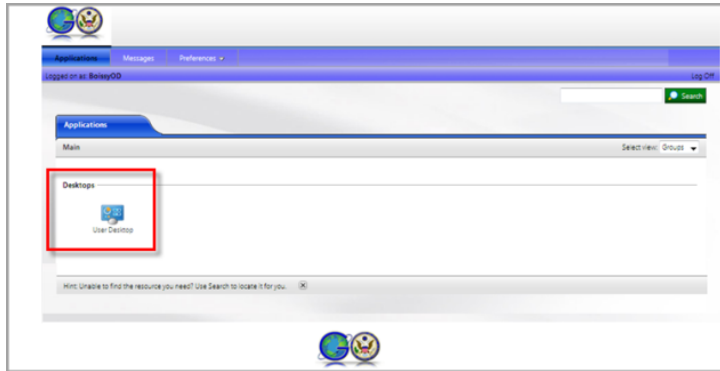 Applications Messages Preferences
Logged on as: BoissyOD Log Off
Search
Applications
Main Select view: Groups
Desktops
User Desktop
Hint: Unable to find the resource you need? Use Search to locate it for you.